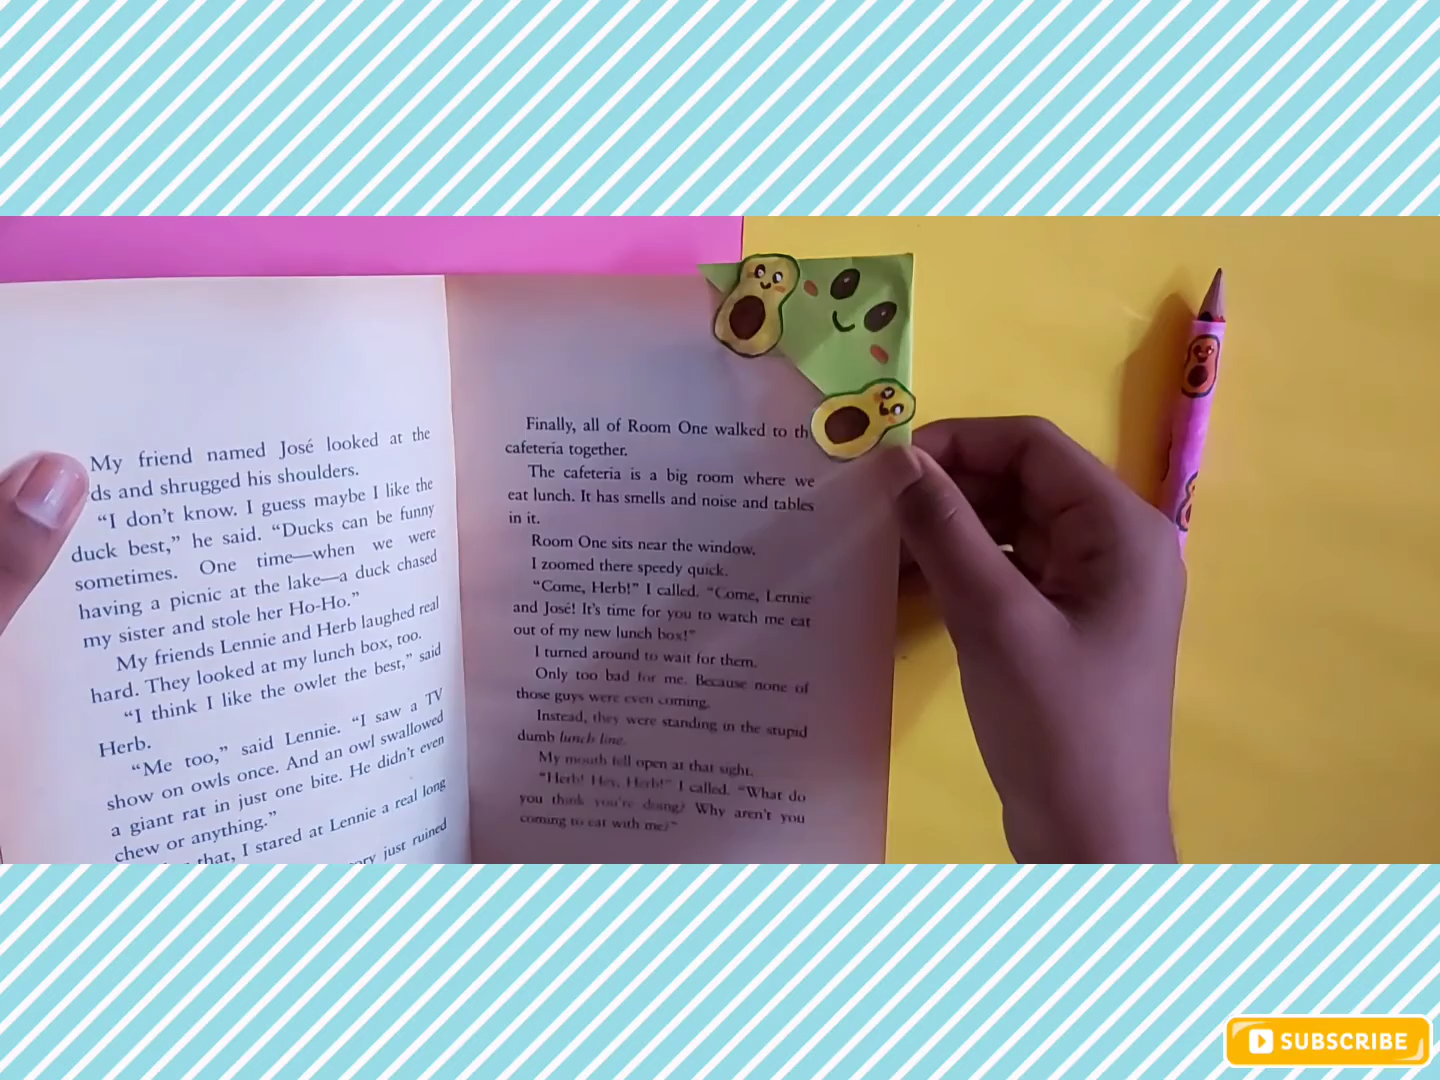 My friend named José looked at the
ds and shrugged his shoulders.
“I don’t know. I guess maybe I like the
duck best,” he said. “Ducks can be funny
sometimes. One time—when we were
having a picnic at the lake—a duck chased
my sister and stole her Ho-Ho.”
My friends Lennie and Herb laughed real
hard. They looked at my lunch box, too.
“I think I like the owlet the best,” said
Herb.
“Me too,” said Lennie. “I saw a TV
show on owls once. And an owl swallowed
a giant rat in just one bite. He didn’t even
chew or anything.”
that, I stared at Lennie a real long
just ruined
Finally, all of Room One walked to th
cafeteria together.
The cafeteria is a big room where we
eat lunch. It has smells and noise and tables
in it.
Room One sits near the window.
I zoomed there speedy quick.
“Come, Herb!” I called. “Come, Lennie
and José! It’s time for you to watch me eat
out of my new lunch box!”
I turned around to wait for them.
Only too bad for me. Because none of
those guys were even coming.
Instead, they were standing in the stupid
dumb lunch line.
My mouth fell open at that sight.
“Herb! Hey, Herb!” I called. “What do
you think you’re doing? Why aren’t you
coming to eat with me?”
SUBSCRIBE